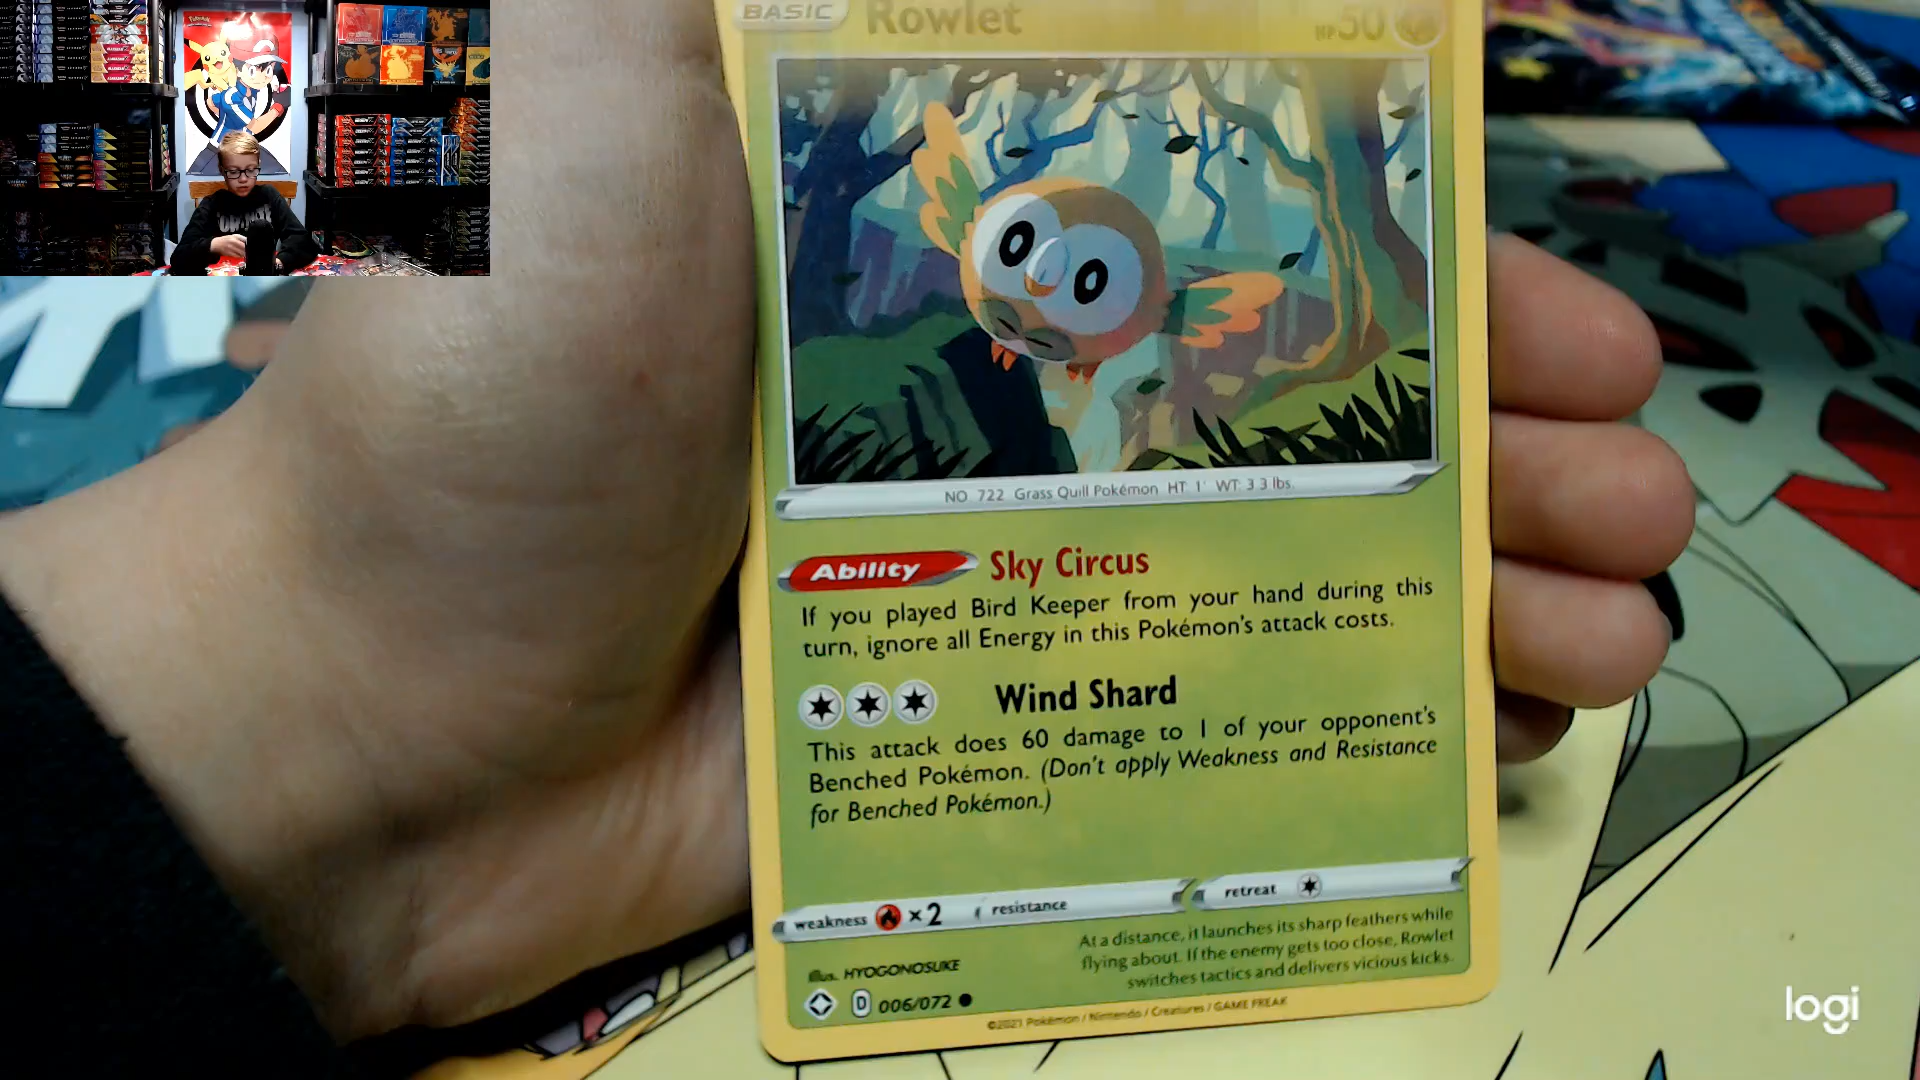 BASIC Rowlet HP 50
NO. 722 Grass Quill Pokémon HT: 1' WT: 3.3 lbs.
Ability Sky Circus
If you played Bird Keeper from your hand during this
turn, ignore all Energy in this Pokémon's attack costs.
Wind Shard
This attack does 60 damage to 1 of your opponent's
Benched Pokémon. (Don't apply Weakness and Resistance
for Benched Pokémon.)
weakness ×2 resistance retreat
At a distance, it launches its sharp feathers while
flying about. If the enemy gets too close, Rowlet
switches tactics and delivers vicious kicks.
Illus. HYOGONOSUKE
D 006/072
©2021 Pokémon / Nintendo / Creatures / GAME FREAK
logi